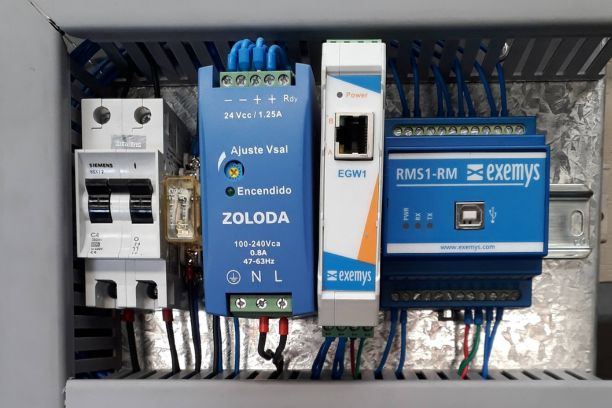 SIEMENS
C4
24 Vcc / 1.25A
− − + + Rdy
Ajuste Vsal
Encendido
ZOLODA
100-240Vca
0.8A
47-63Hz
N L
Power
B
A
EGW1
exemys
RMS1-RM exemys
PWR
RX
TX
www.exemys.com